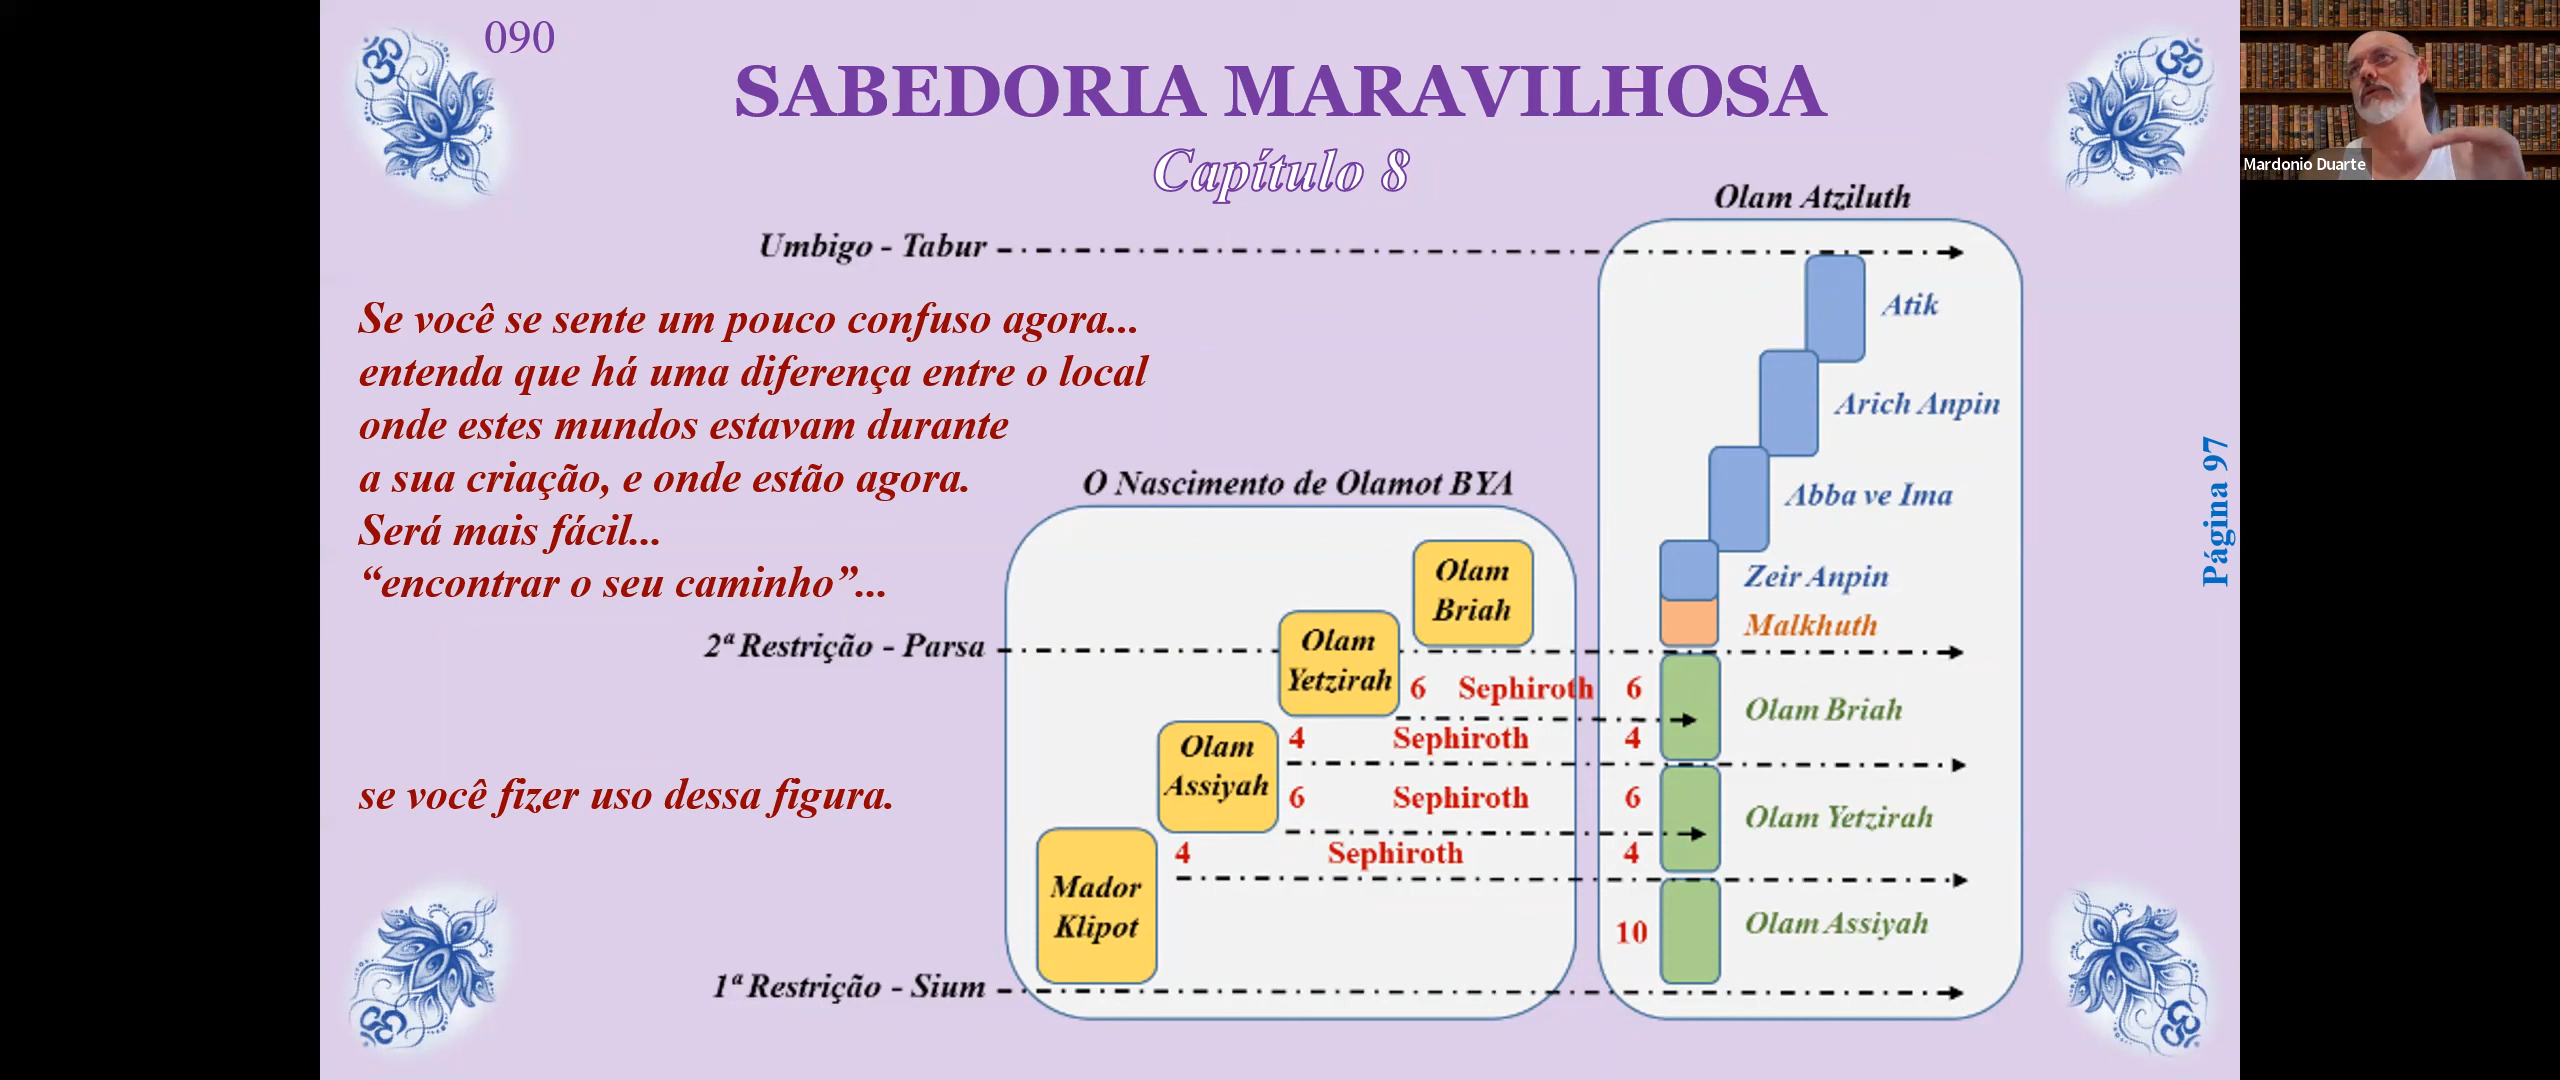 090
SABEDORIA MARAVILHOSA
Capítulo 8
Mardonio Duarte
Olam Atziluth
Umbigo - Tabur
Atik
Se você se sente um pouco confuso agora...
entenda que há uma diferença entre o local
onde estes mundos estavam durante
a sua criação, e onde estão agora.
Será mais fácil...
“encontrar o seu caminho”...
se você fizer uso dessa figura.
Arich Anpin
Abba ve Ima
Zeir Anpin
Malkhuth
O Nascimento de Olamot BYA
Olam
Briah
Olam
Yetzirah
Olam
Assiyah
Mador
Klipot
2ª Restrição - Parsa
6 Sephiroth 6
4 Sephiroth 4
6 Sephiroth 6
4 Sephiroth 4
10
Olam Briah
Olam Yetzirah
Olam Assiyah
1ª Restrição - Sium
Página 97
ॐ
ॐ
ॐ
ॐ